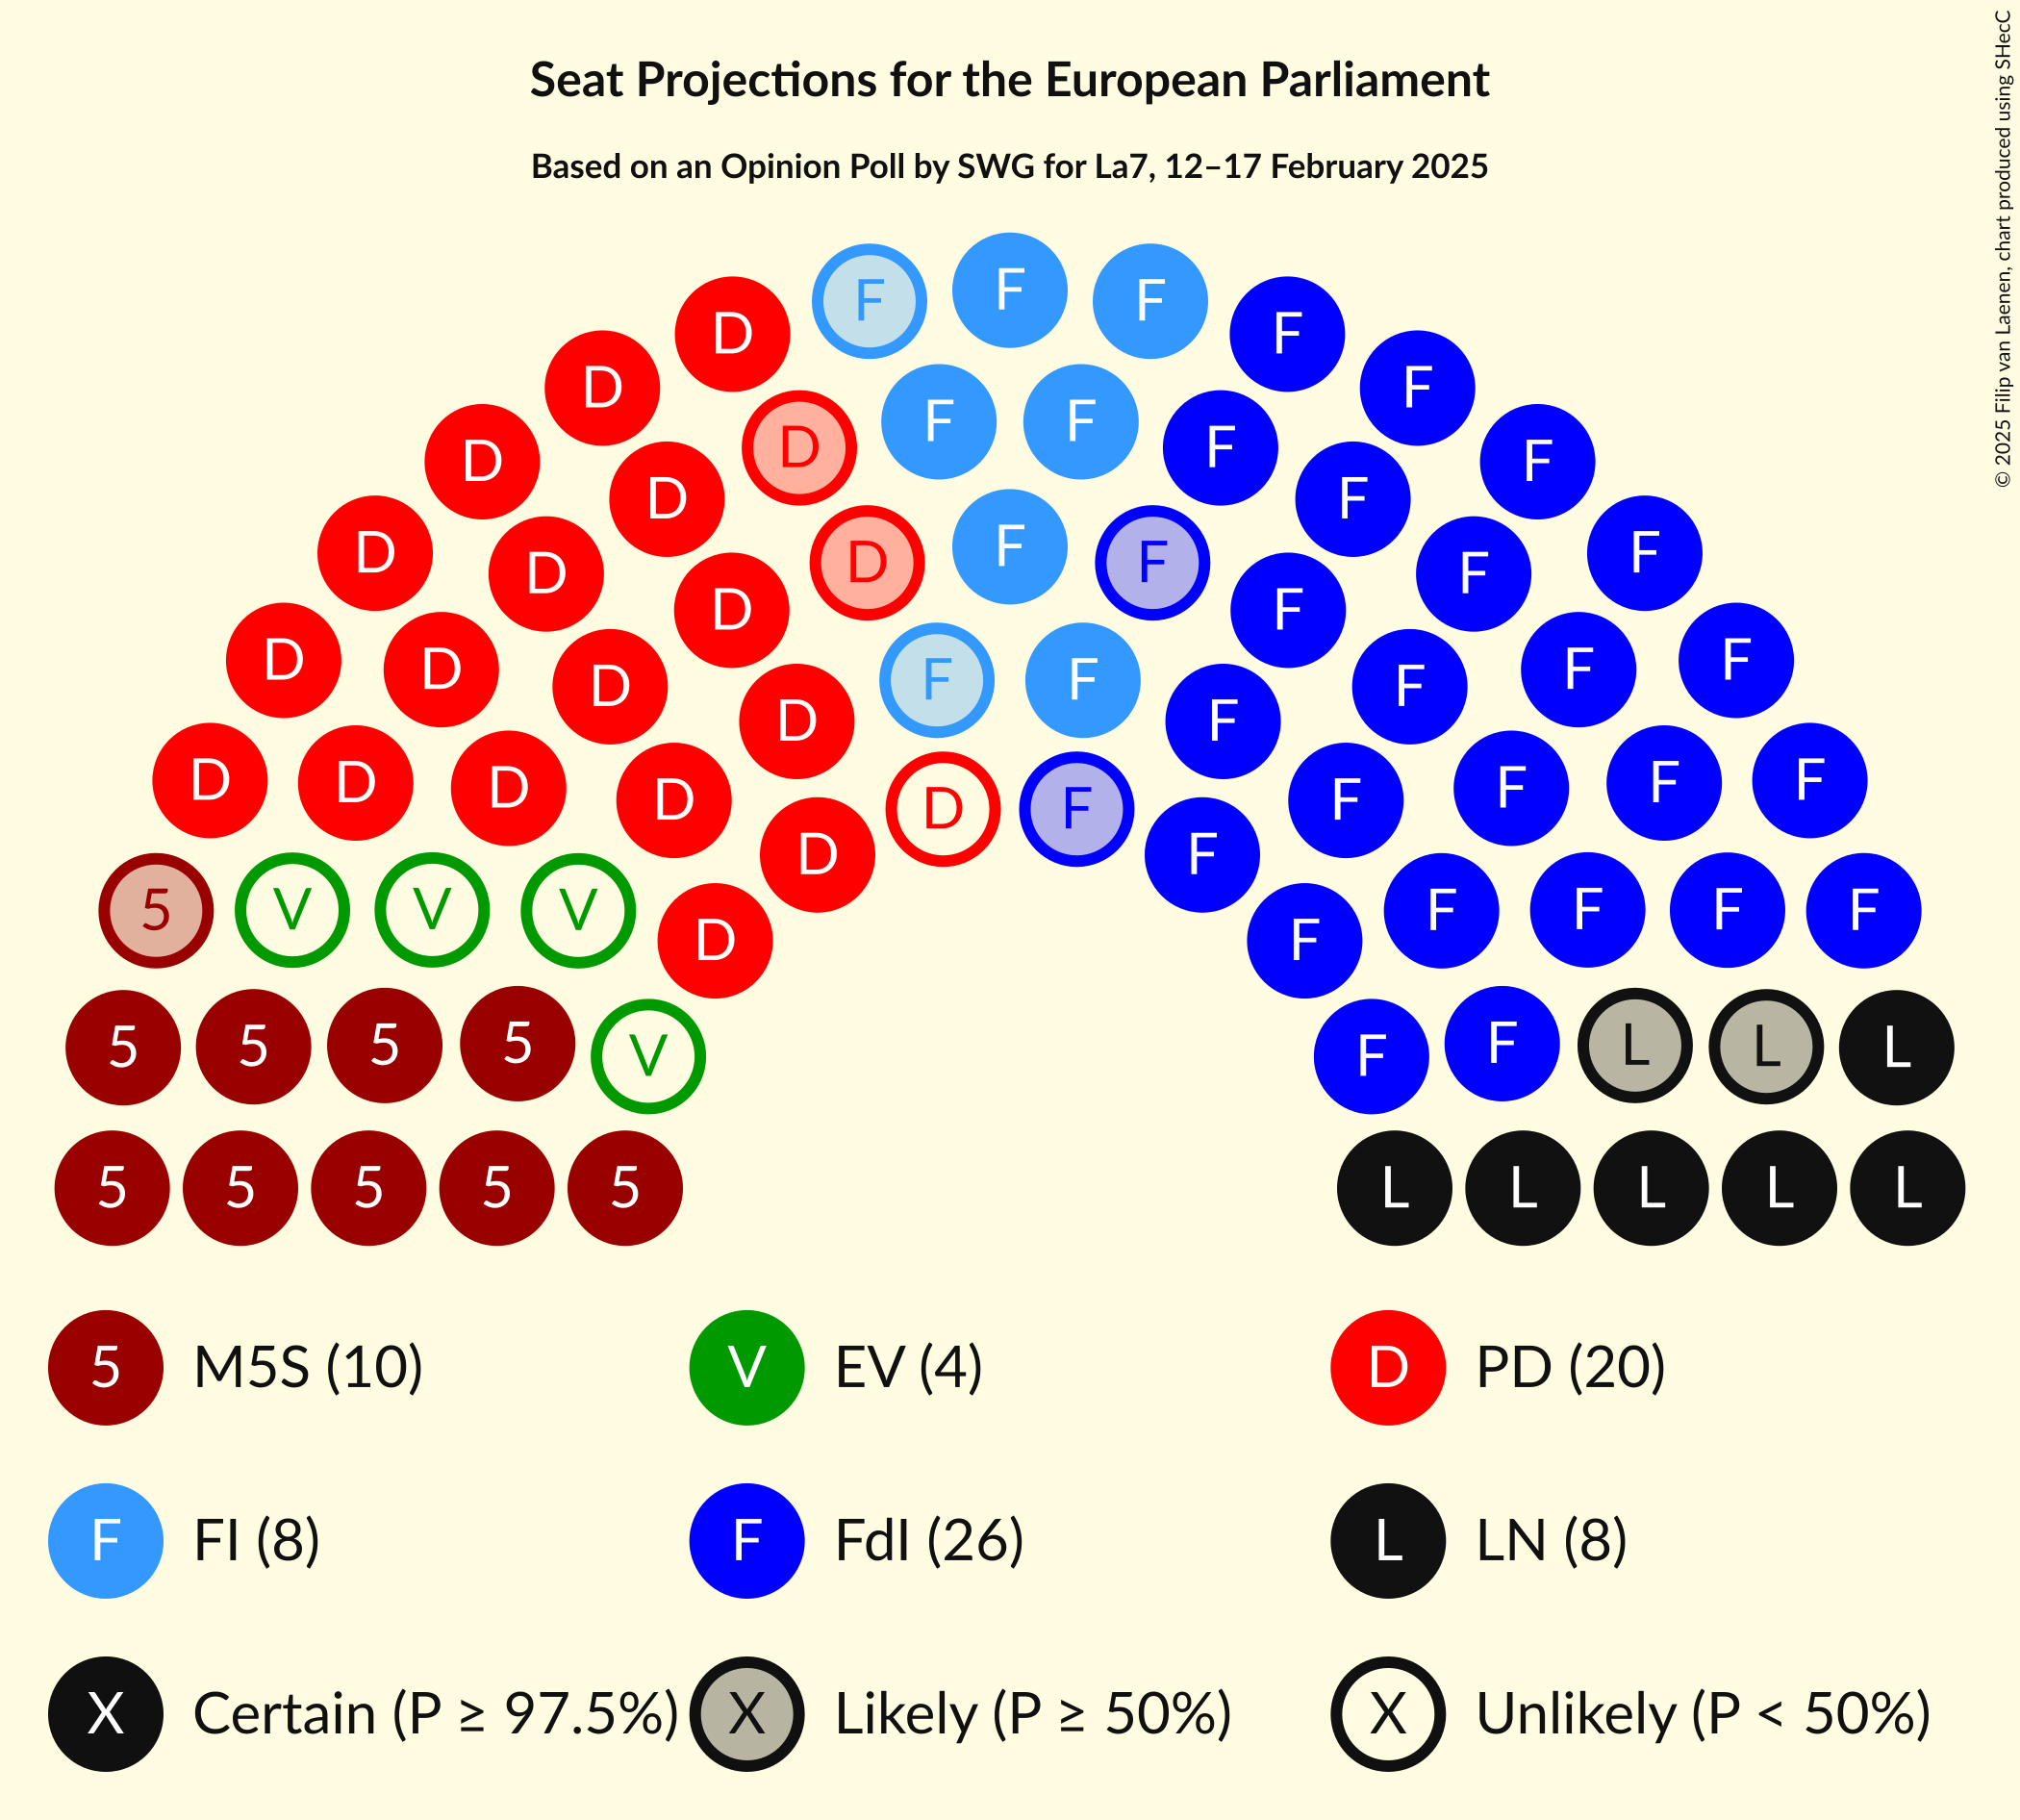 Seat Projections for the European Parliament
Based on an Opinion Poll by SWG for La7, 12–17 February 2025
© 2025 Filip van Laenen, chart produced using SHecC
F F F
D F
D F F F
D D F F
D D F F F
D F F F
D D D F F F
D D D F F F
D F F
D D D D F F F F
D D F F
5 V V V F F F F
D F
5 5 5 5 V F F L L L
5 5 5 5 5 L L L L L
5 M5S (10) V EV (4) D PD (20)
F FI (8) F FdI (26) L LN (8)
X Certain (P ≥ 97.5%) X Likely (P ≥ 50%) X Unlikely (P < 50%)